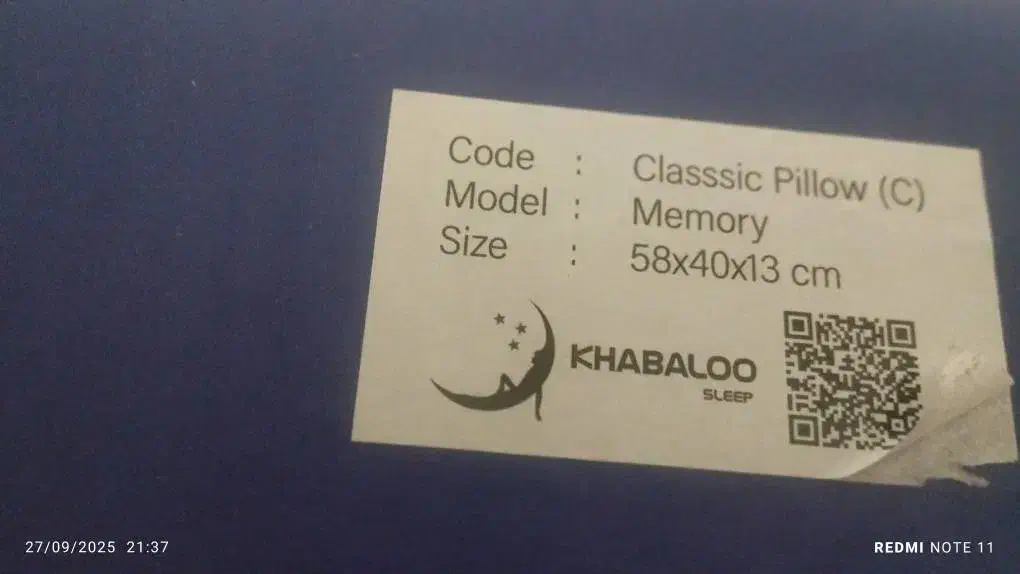 Code : Classsic Pillow (C)
Model : Memory
Size : 58x40x13 cm
KHABALOO
SLEEP
27/09/2025 21:37
REDMI NOTE 11